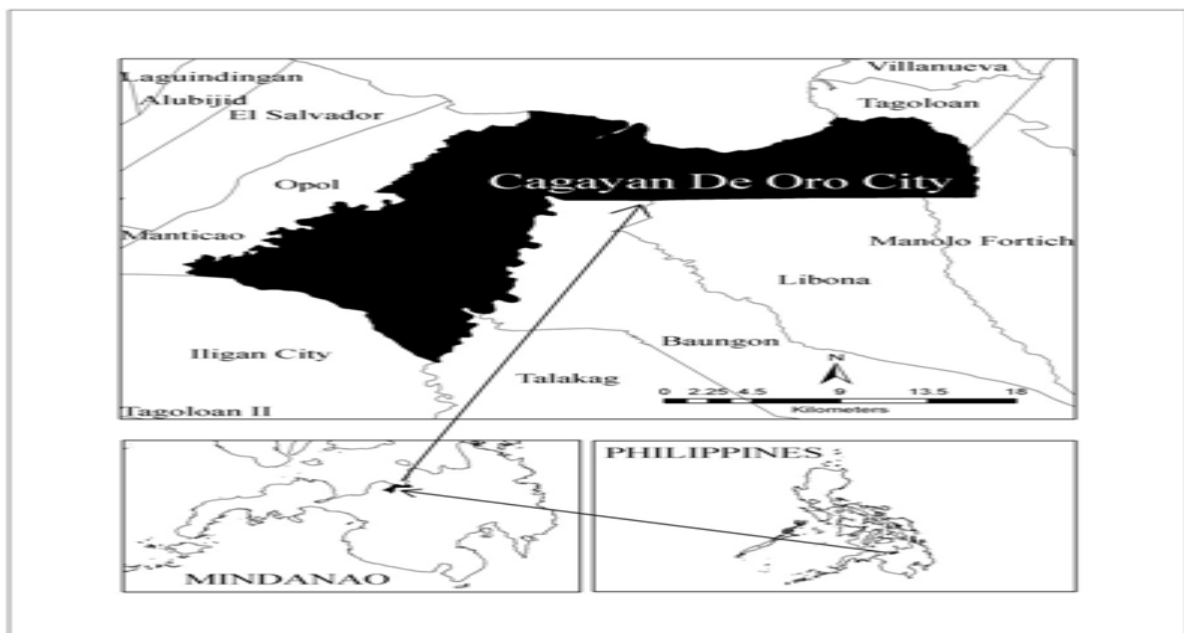 Laguindingan
Villanueva
Alubijid
Tagoloan
El Salvador
Opol
Cagayan De Oro City
Manticao
Manolo Fortich
Libona
Iligan City
Baungon
Talakag
N
0 2.25 4.5 9 13.5 18
Kilometers
Tagoloan II
MINDANAO
PHILIPPINES